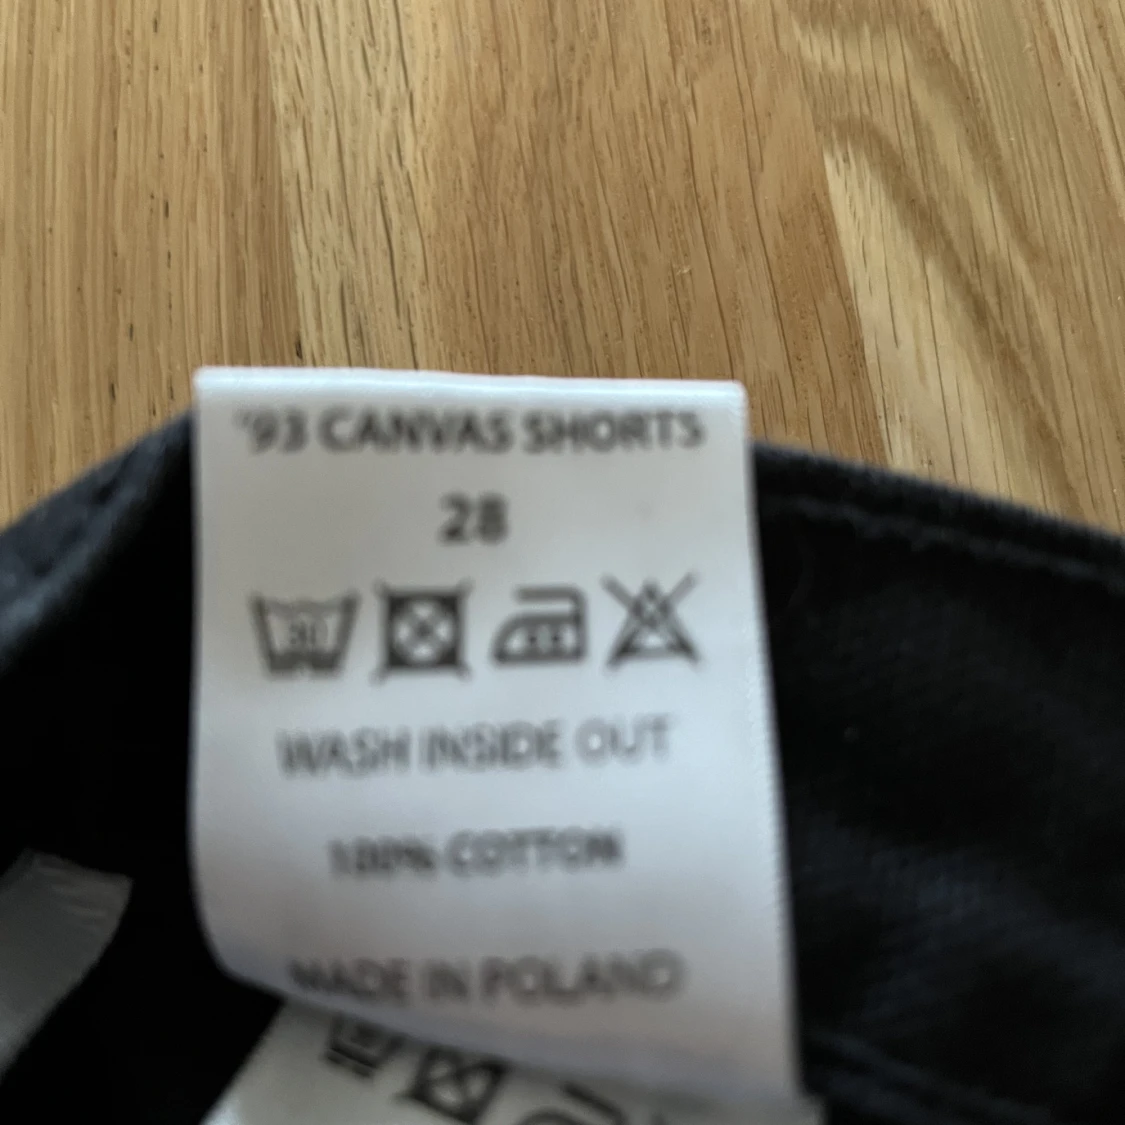 '93 CANVAS SHORTS
28
30
WASH INSIDE OUT
100% COTTON
MADE IN POLAND